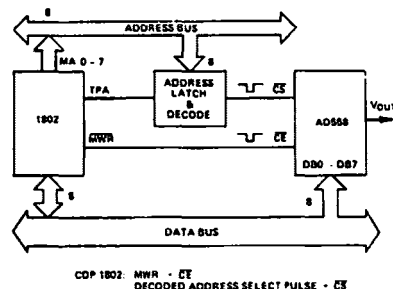 8
ADDRESS BUS
MA 0 - 7
8
1802
TPA
ADDRESS
LATCH
&
DECODE
CS
MWR
CE
AD558
DB0 - DB7
VOUT
8
8
DATA BUS
CDP 1802: MWR - CE
DECODED ADDRESS SELECT PULSE - CS